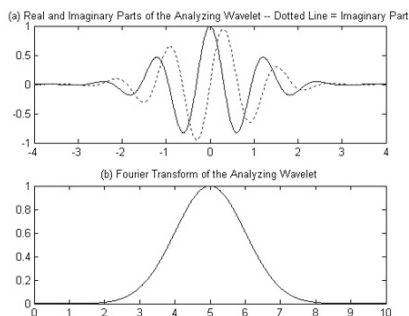 (a) Real and Imaginary Parts of the Analyzing Wavelet -- Dotted Line = Imaginary Part
1
0.5
0
-0.5
-1
-4 -3 -2 -1 0 1 2 3 4
(b) Fourier Transform of the Analyzing Wavelet
1
0.8
0.6
0.4
0.2
0
0 1 2 3 4 5 6 7 8 9 10